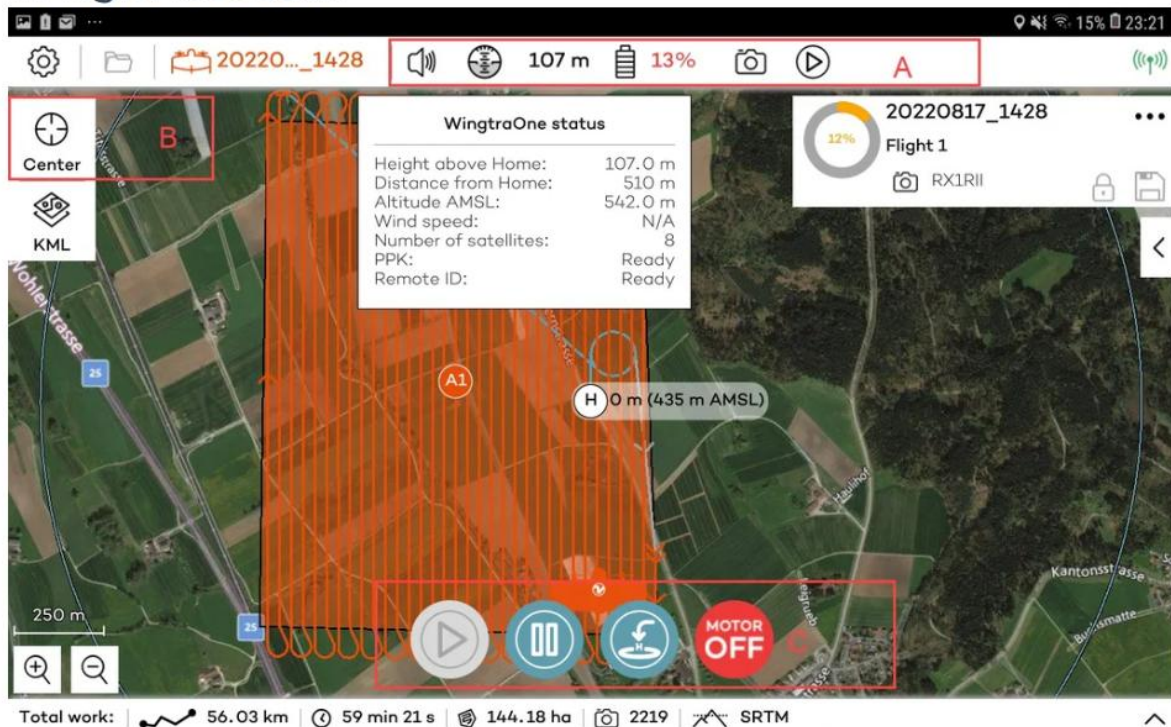 15% 23:21
20220..._1428
107 m
13%
A
Center
B
KML
WingtraOne status
Height above Home: 107.0 m
Distance from Home: 510 m
Altitude AMSL: 542.0 m
Wind speed: N/A
Number of satellites: 8
PPK: Ready
Remote ID: Ready
12%
20220817_1428
Flight 1
RX1RII
25
A1
H 0 m (435 m AMSL)
Haulihof
Kantonsstrasse
Leigrueb
250 m
25
MOTOR
OFF
C
Total work: 56.03 km 59 min 21 s 144.18 ha 2219 SRTM